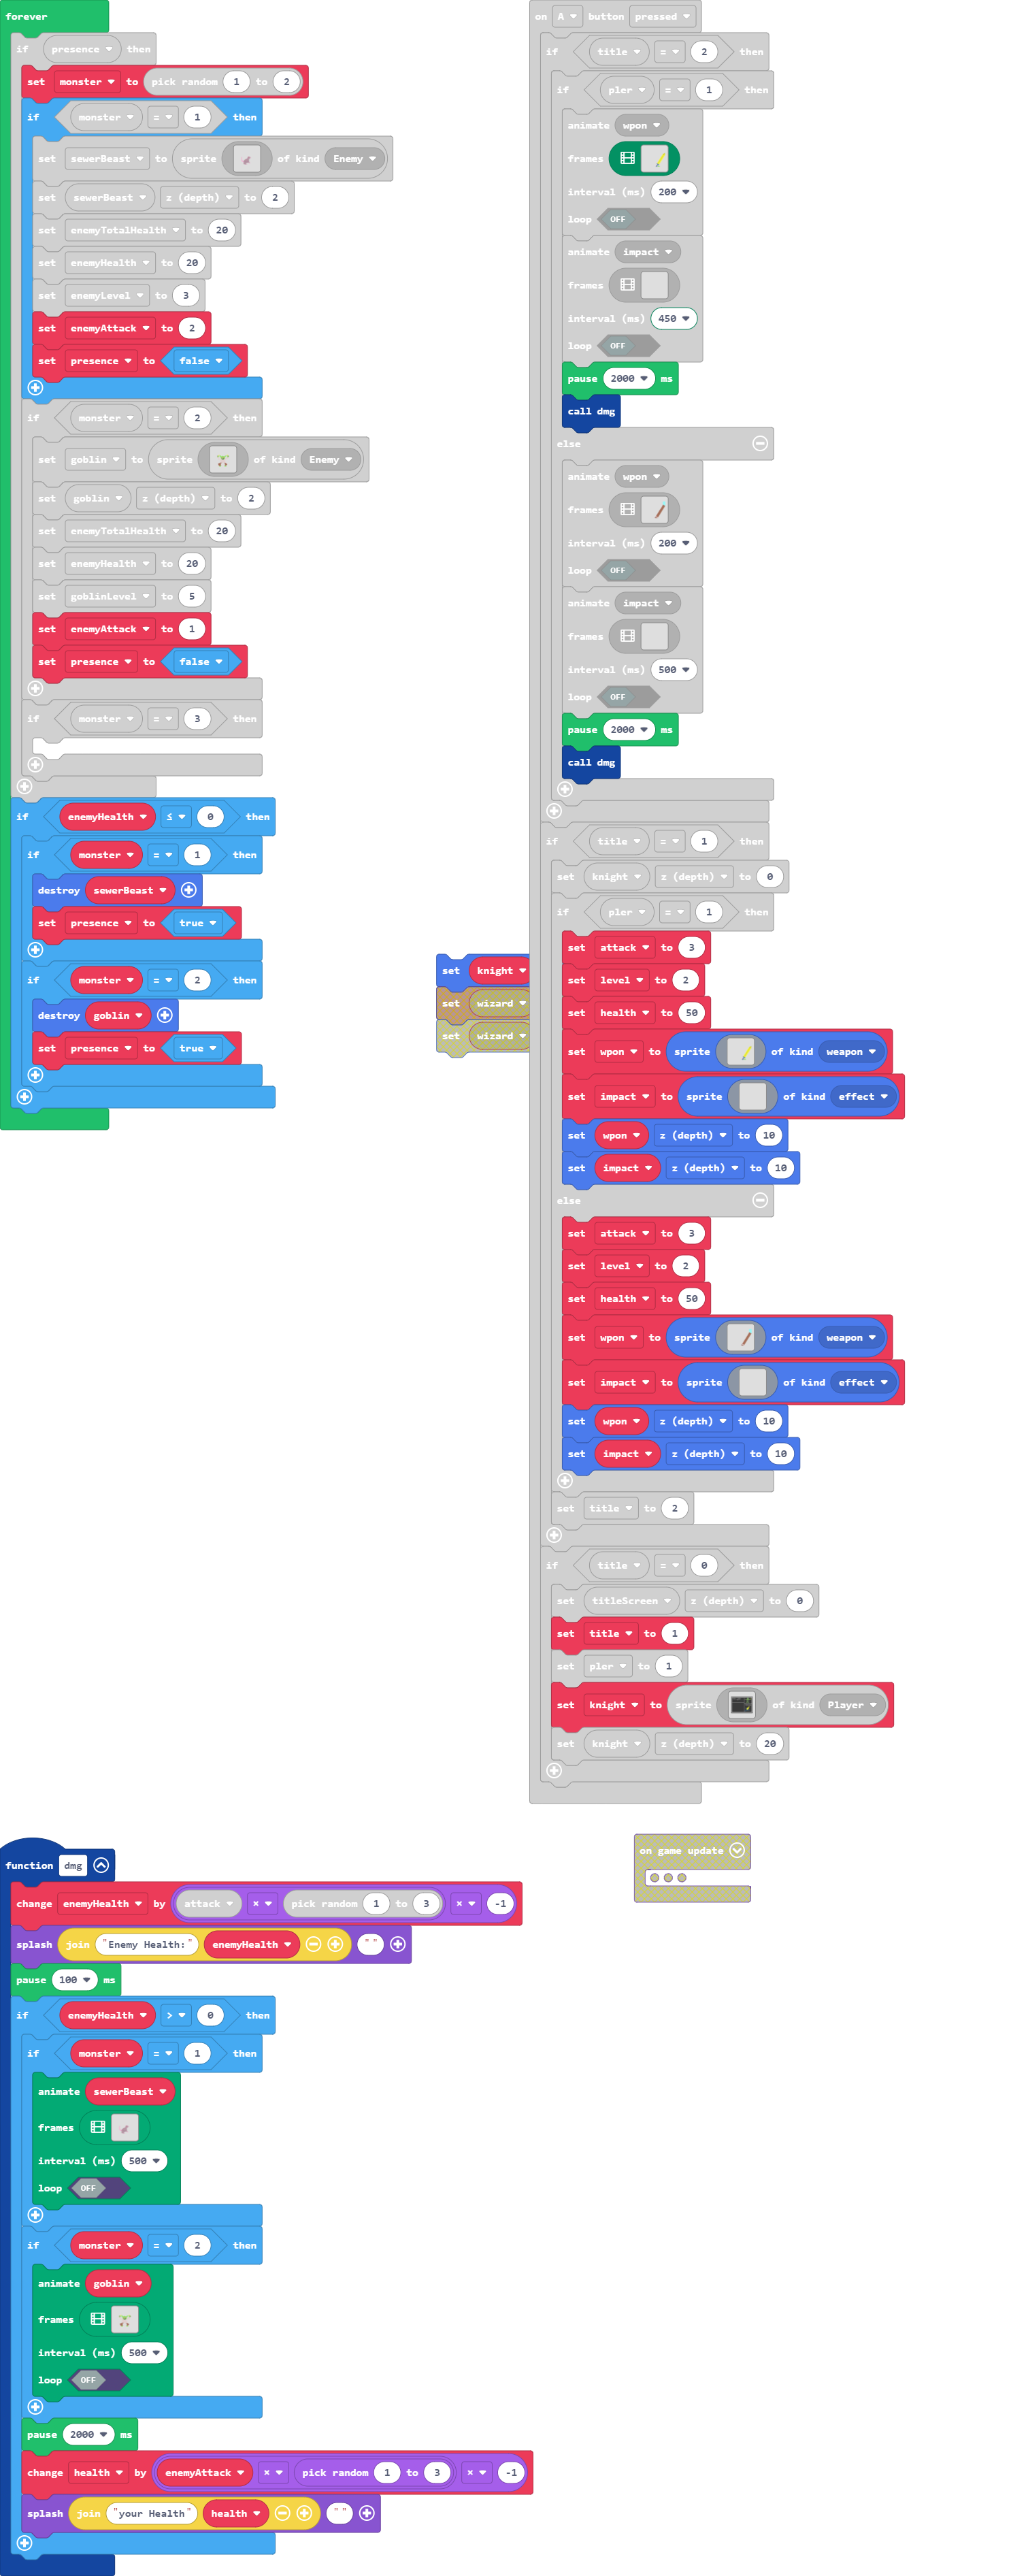 forever
if presence then
set monster to pick random 1 to 2
if monster = 1 then
set sewerBeast to sprite of kind Enemy
set sewerBeast z (depth) to 2
set enemyTotalHealth to 20
set enemyHealth to 20
set enemyLevel to 3
set enemyAttack to 2
set presence to false
if monster = 2 then
set goblin to sprite of kind Enemy
set goblin z (depth) to 2
set enemyTotalHealth to 20
set enemyHealth to 20
set goblinLevel to 5
set enemyAttack to 1
set presence to false
if monster = 3 then
if enemyHealth ≤ 0 then
if monster = 1 then
destroy sewerBeast
set presence to true
if monster = 2 then
destroy goblin
set presence to true
set knight
set wizard
set wizard
on A button pressed
if title = 2 then
if pler = 1 then
animate wpon
frames
interval (ms) 200
loop OFF
animate impact
frames
interval (ms) 450
loop OFF
pause 2000 ms
call dmg
else
animate wpon
frames
interval (ms) 200
loop OFF
animate impact
frames
interval (ms) 500
loop OFF
pause 2000 ms
call dmg
if title = 1 then
set knight z (depth) to 0
if pler = 1 then
set attack to 3
set level to 2
set health to 50
set wpon to sprite of kind weapon
set impact to sprite of kind effect
set wpon z (depth) to 10
set impact z (depth) to 10
else
set attack to 3
set level to 2
set health to 50
set wpon to sprite of kind weapon
set impact to sprite of kind effect
set wpon z (depth) to 10
set impact z (depth) to 10
set title to 2
if title = 0 then
set titleScreen z (depth) to 0
set title to 1
set pler to 1
set knight to sprite of kind Player
set knight z (depth) to 20
on game update
function dmg
change enemyHealth by attack × pick random 1 to 3 × -1
splash join "Enemy Health:" enemyHealth " "
pause 100 ms
if enemyHealth > 0 then
if monster = 1 then
animate sewerBeast
frames
interval (ms) 500
loop OFF
if monster = 2 then
animate goblin
frames
interval (ms) 500
loop OFF
pause 2000 ms
change health by enemyAttack × pick random 1 to 3 × -1
splash join "your Health" health " "